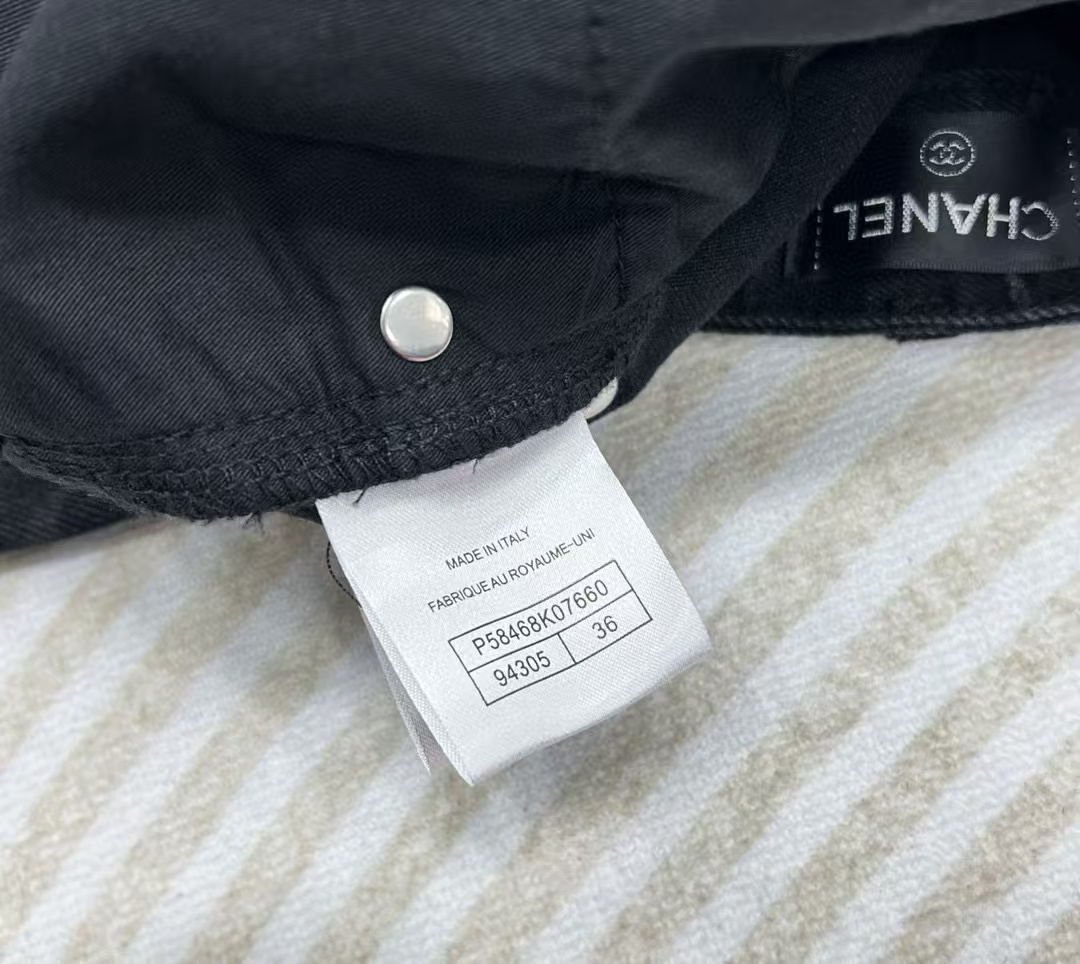 CHANEL
MADE IN ITALY
FABRIQUE AU ROYAUME-UNI
P58468K07660
94305 36